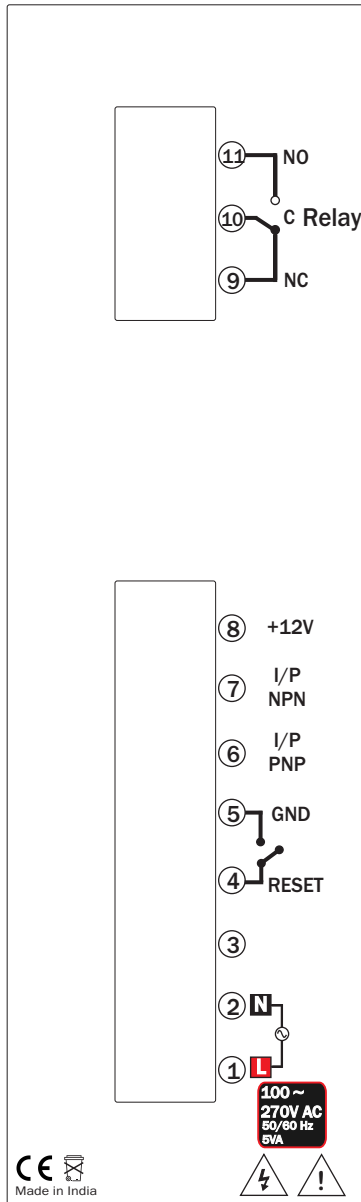 11 NO
10 C Relay
9 NC
8 +12V
7 I/P
NPN
6 I/P
PNP
5 GND
4 RESET
3
2 N
1 L
100 ~
270V AC
50/60 Hz
5VA
CE
Made in India
!